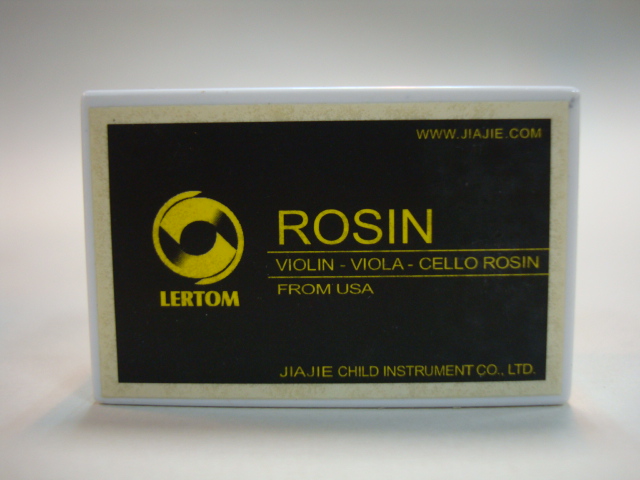 WWW.JIAJIE.COM
ROSIN
VIOLIN - VIOLA - CELLO ROSIN
LERTOM
FROM USA
JIAJIE CHILD INSTRUMENT CO., LTD.